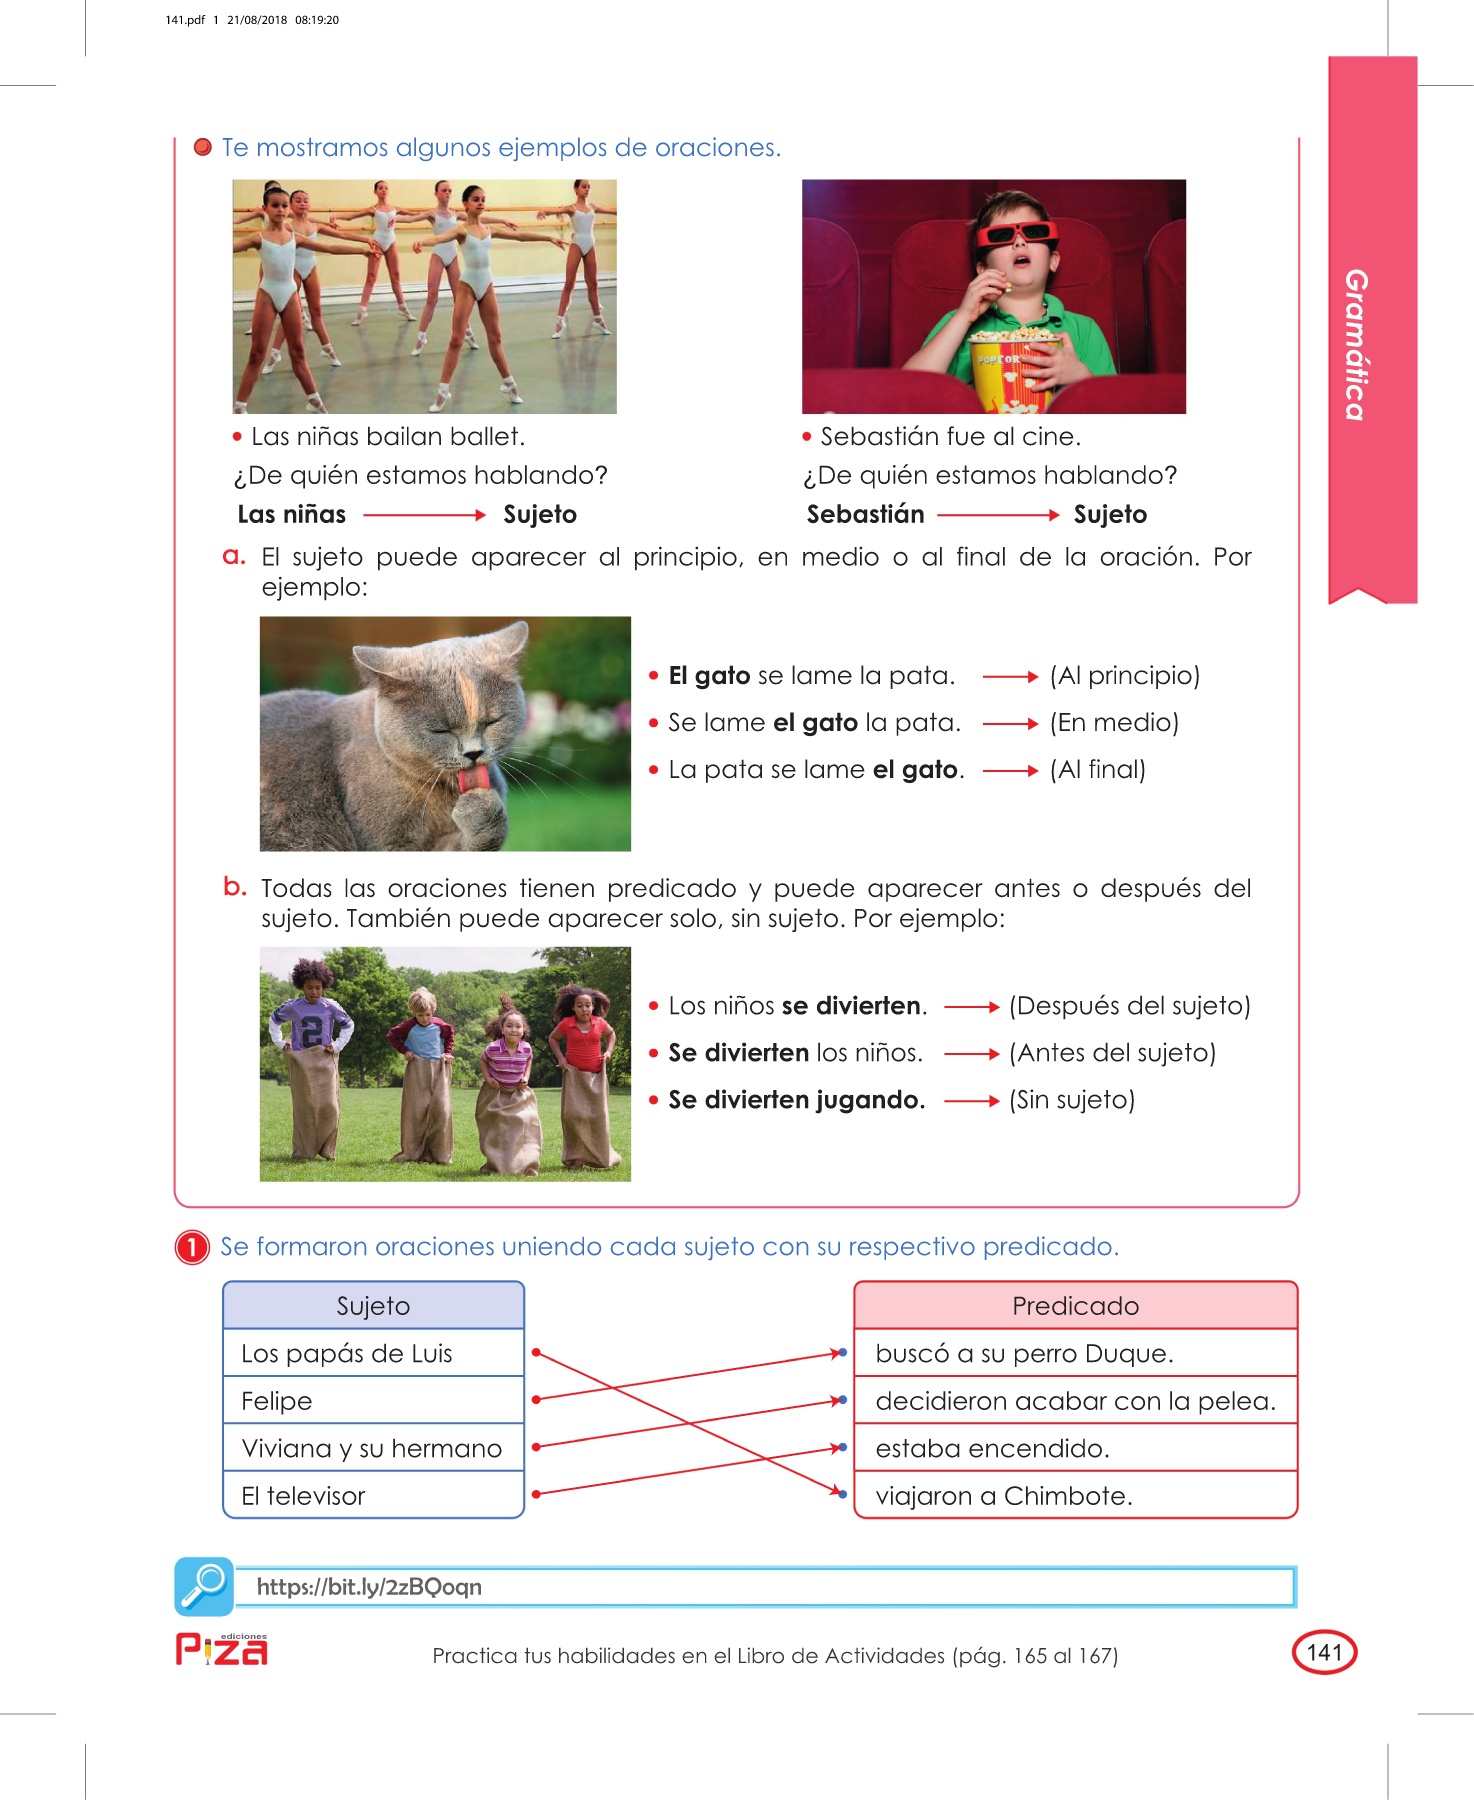 141.pdf 1 21/08/2018 08:19:20
Te mostramos algunos ejemplos de oraciones.
POPCOR
• Las niñas bailan ballet.
¿De quién estamos hablando?
Las niñas Sujeto
• Sebastián fue al cine.
¿De quién estamos hablando?
Sebastián Sujeto
Gramática
a. El sujeto puede aparecer al principio, en medio o al final de la oración. Por
ejemplo:
• El gato se lame la pata. (Al principio)
• Se lame el gato la pata. (En medio)
• La pata se lame el gato. (Al final)
b. Todas las oraciones tienen predicado y puede aparecer antes o después del
sujeto. También puede aparecer solo, sin sujeto. Por ejemplo:
2
• Los niños se divierten. (Después del sujeto)
• Se divierten los niños. (Antes del sujeto)
• Se divierten jugando. (Sin sujeto)
1 Se formaron oraciones uniendo cada sujeto con su respectivo predicado.
Sujeto
Los papás de Luis
Felipe
Viviana y su hermano
El televisor
Predicado
buscó a su perro Duque.
decidieron acabar con la pelea.
estaba encendido.
viajaron a Chimbote.
https://bit.ly/2zBQoqn
ediciones
Piza
Practica tus habilidades en el Libro de Actividades (pág. 165 al 167)
141